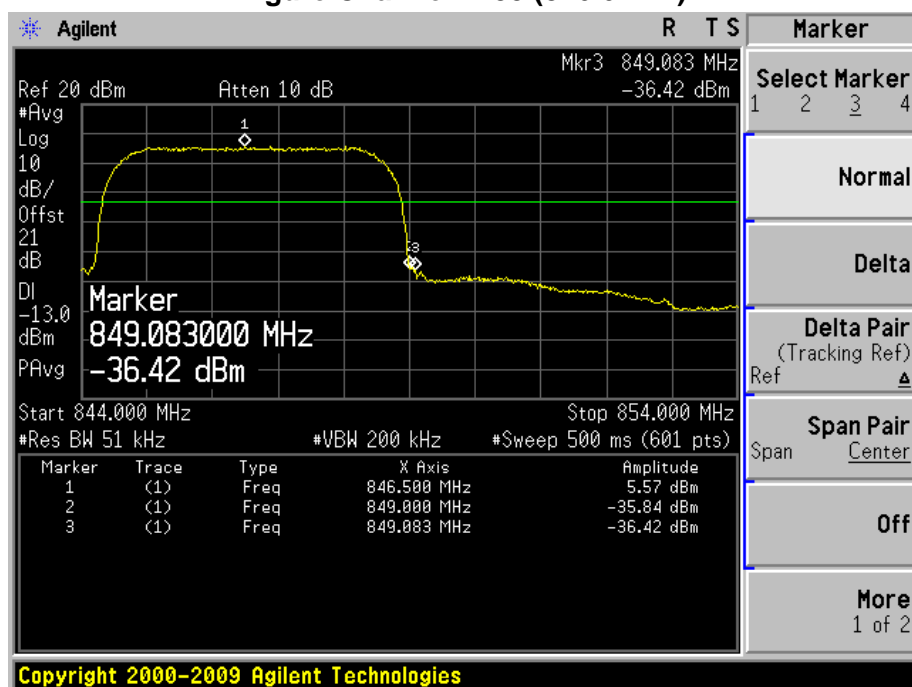 Agilent R T S Marker
Mkr3 849.083 MHz
Ref 20 dBm Atten 10 dB -36.42 dBm
Select Marker
1 2 3 4
#Avg
Log
10
dB/
Offst
21
dB
DI
-13.0
dBm
PAvg
1
3
Marker
849.083000 MHz
-36.42 dBm
Start 844.000 MHz Stop 854.000 MHz
#Res BW 51 kHz #VBW 200 kHz #Sweep 500 ms (601 pts)
Marker Trace Type X Axis Amplitude
1 (1) Freq 846.500 MHz 5.57 dBm
2 (1) Freq 849.000 MHz -35.84 dBm
3 (1) Freq 849.083 MHz -36.42 dBm
Normal
Delta
Delta Pair
(Tracking Ref)
Ref Δ
Span Pair
Span Center
Off
More
1 of 2
Copyright 2000-2009 Agilent Technologies